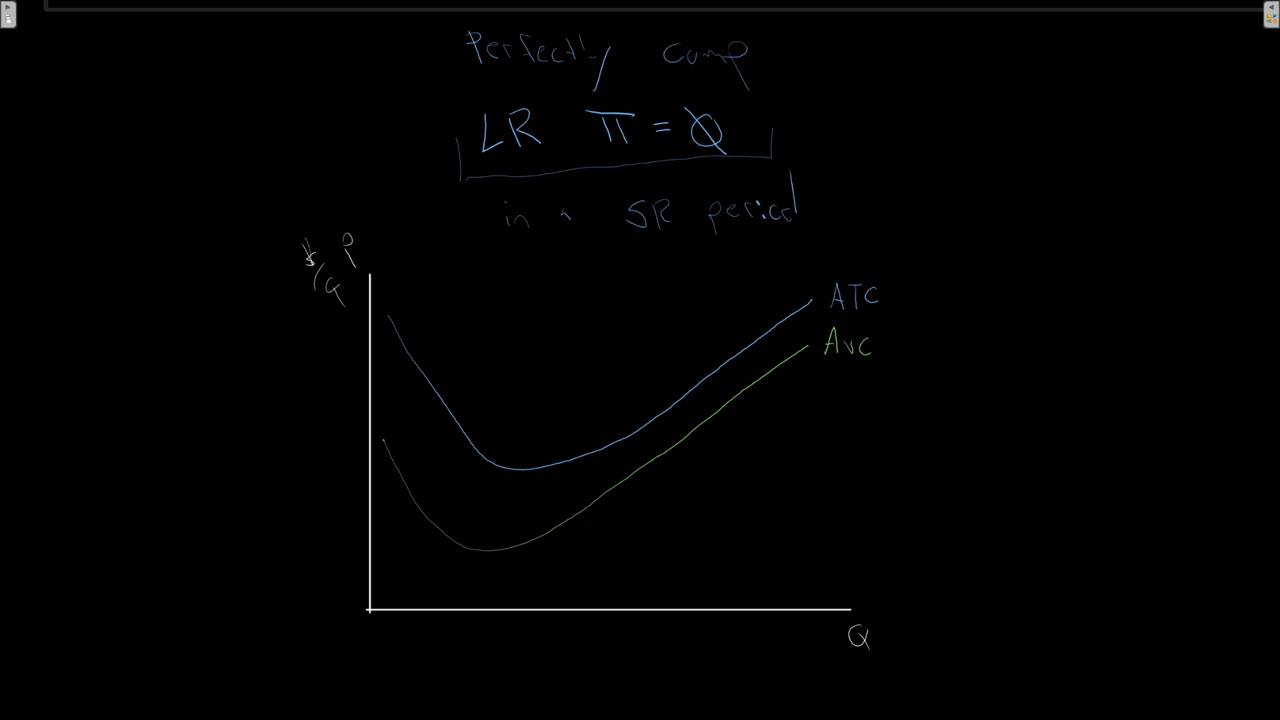 Perfectly comp
LR π = 0
in a SR period
$/q P
ATC
AVC
Q